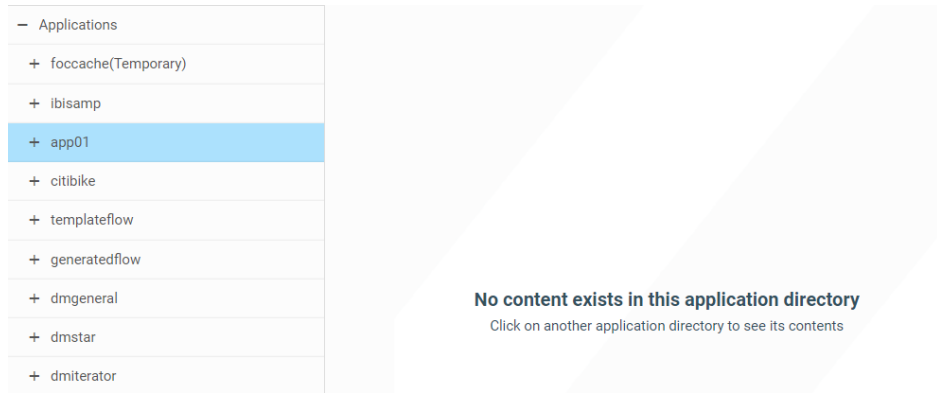 Applications
foccache(Temporary)
ibisamp
app01
citibike
templateflow
generatedflow
dmgeneral
dmstar
dmiterator
No content exists in this application directory
Click on another application directory to see its contents